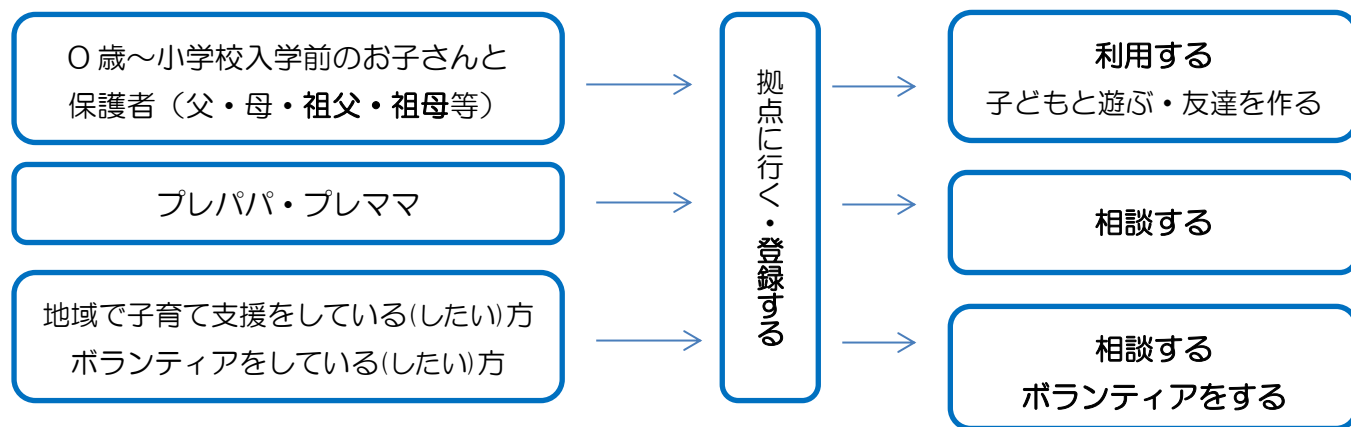 ０歳～小学校入学前のお子さんと
保護者（父・母・祖父・祖母等）
プレパパ・プレママ
地域で子育て支援をしている(したい)方
ボランティアをしている(したい)方
拠点に行く・登録する
利用する
子どもと遊ぶ・友達を作る
相談する
相談する
ボランティアをする